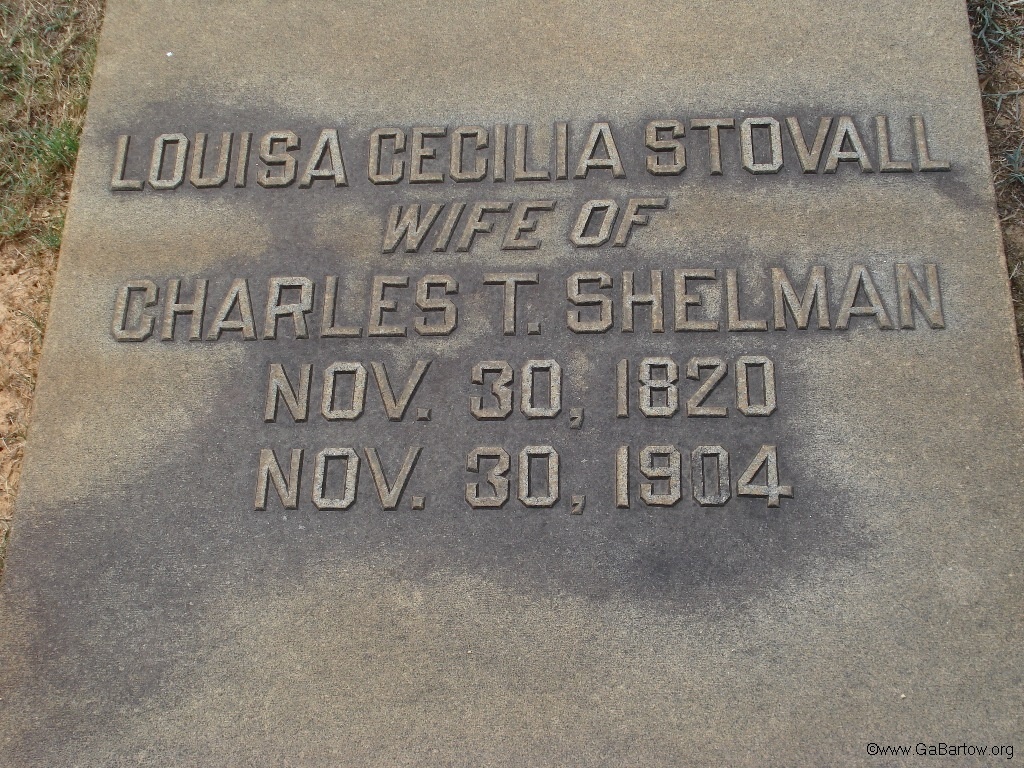 LOUISA CECILIA STOVALL
WIFE OF
CHARLES T. SHELMAN
NOV. 30, 1820
NOV. 30, 1904
©www.GaBartow.org